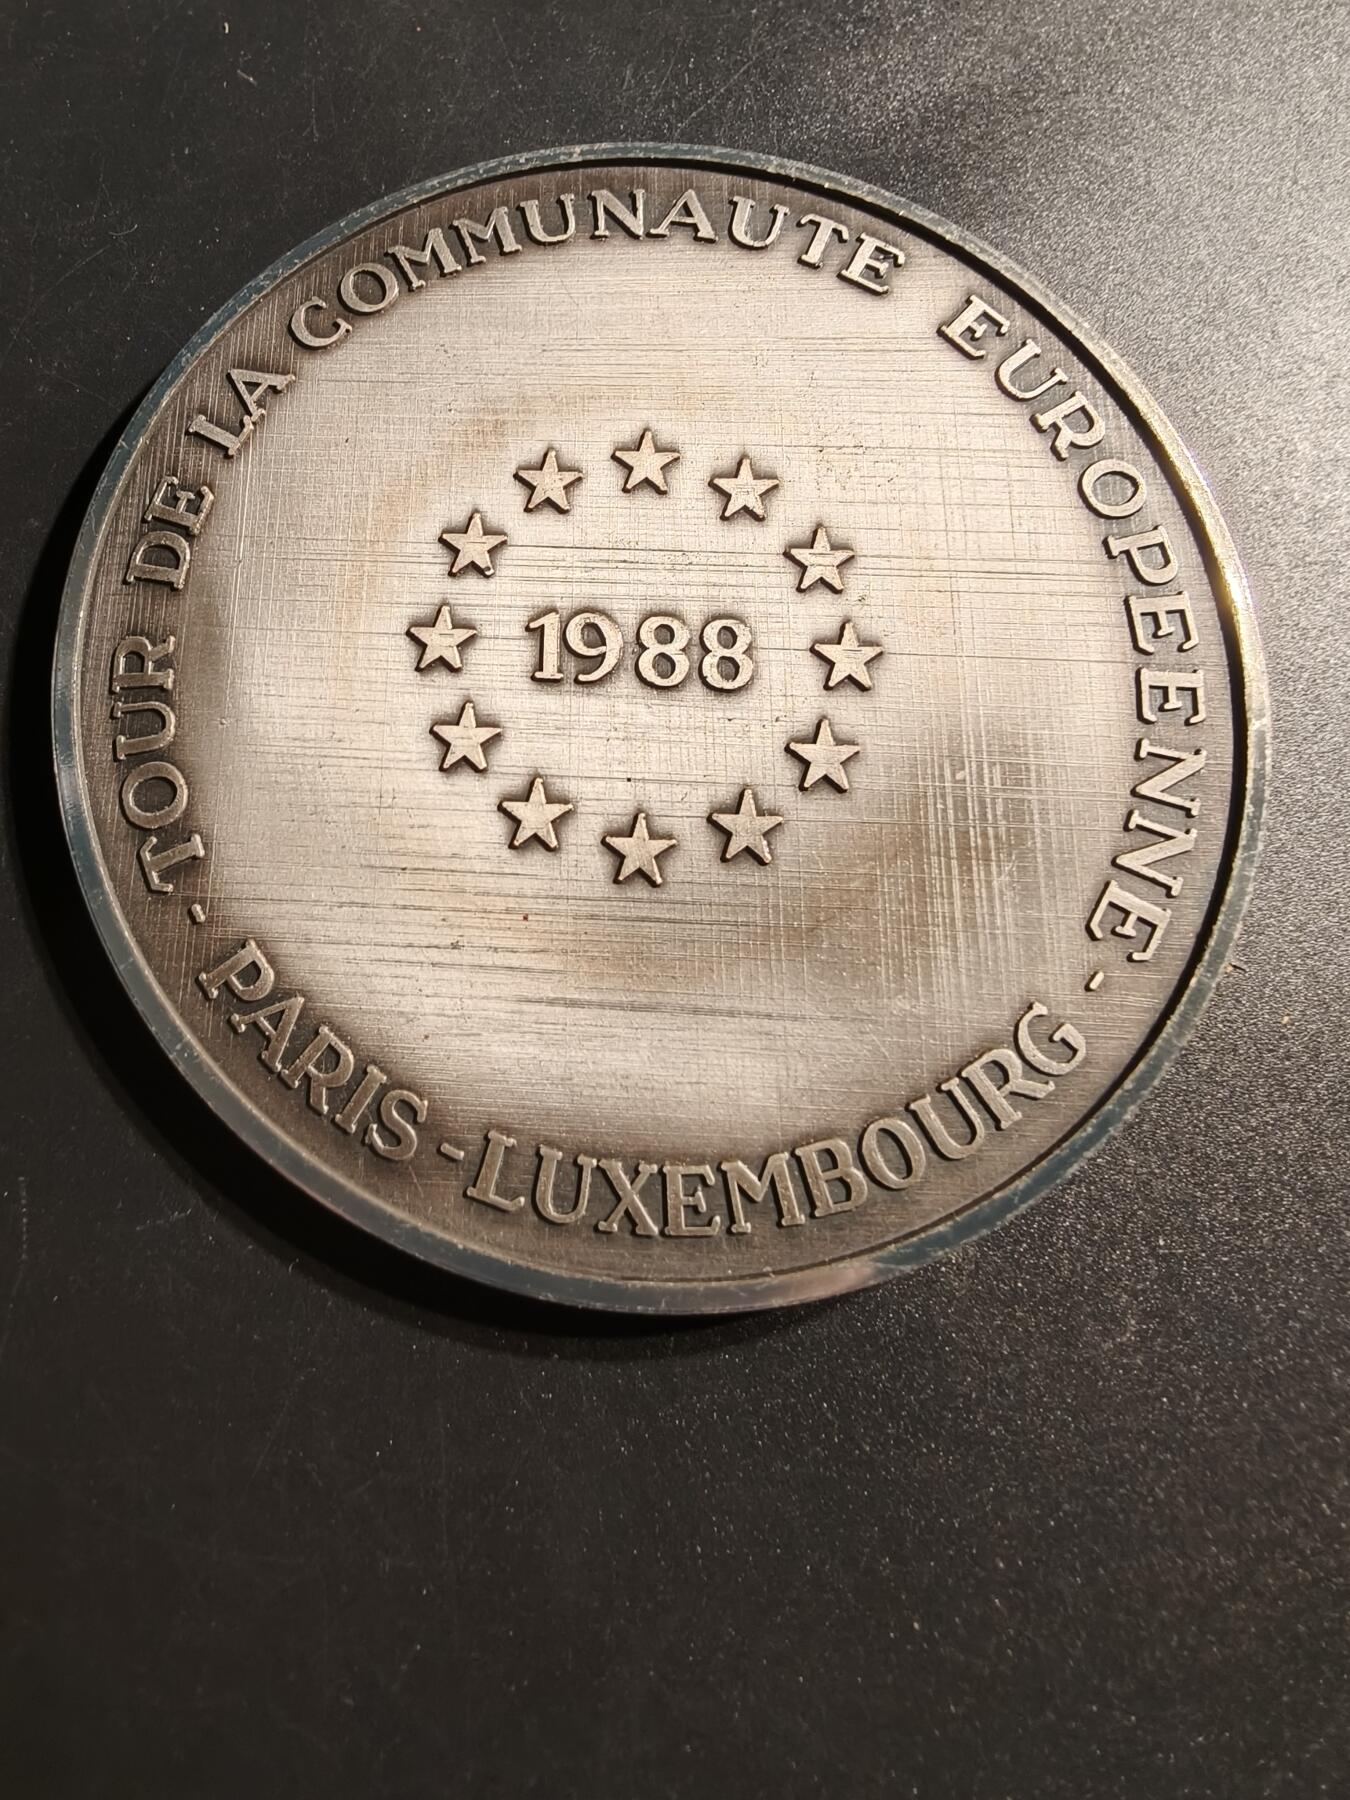 TOUR DE LA COMMUNAUTE EUROPEENNE
1988
- PARIS - LUXEMBOURG -